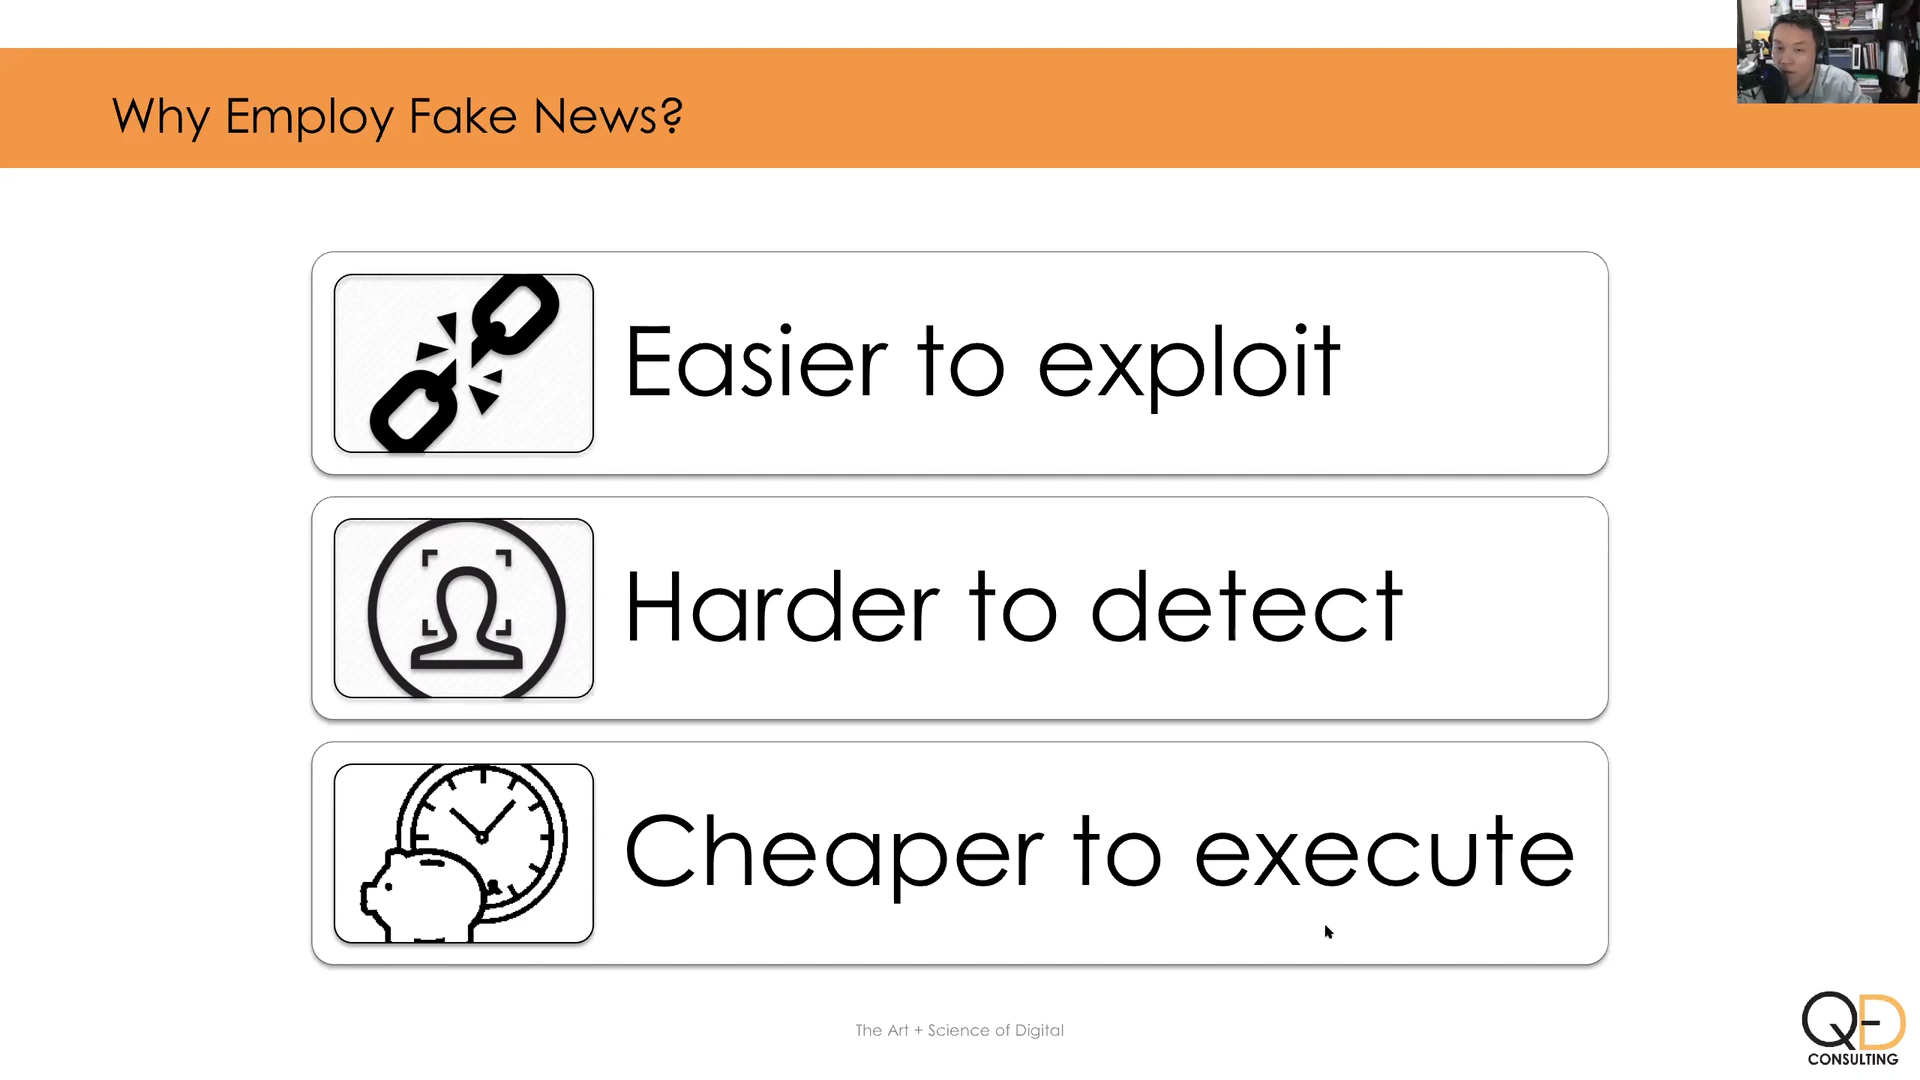 Why Employ Fake News?
Easier to exploit
Harder to detect
Cheaper to execute
The Art + Science of Digital
QED
CONSULTING